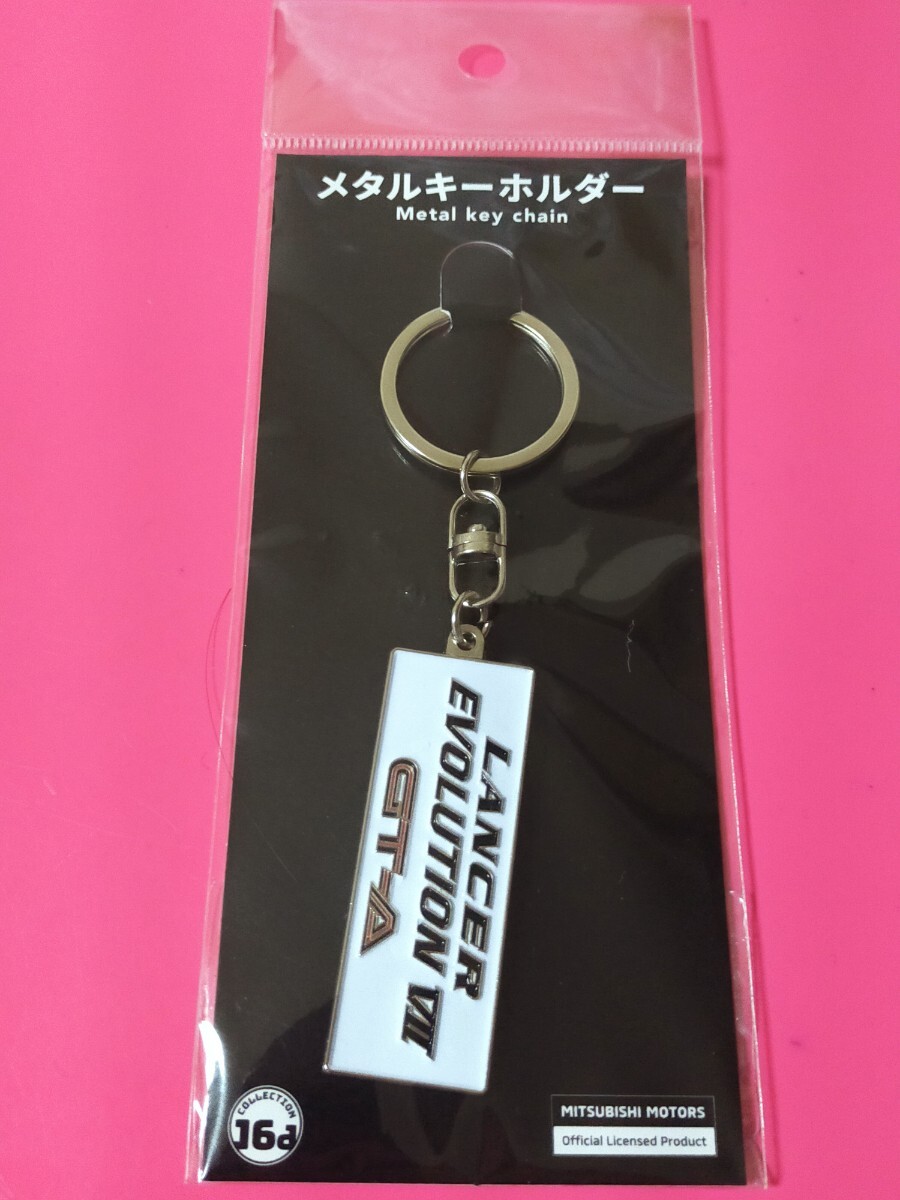 メタルキーホルダー
Metal key chain
LANCER
EVOLUTION VII
GT-A
COLLECTION
J6d
MITSUBISHI MOTORS
Official Licensed Product